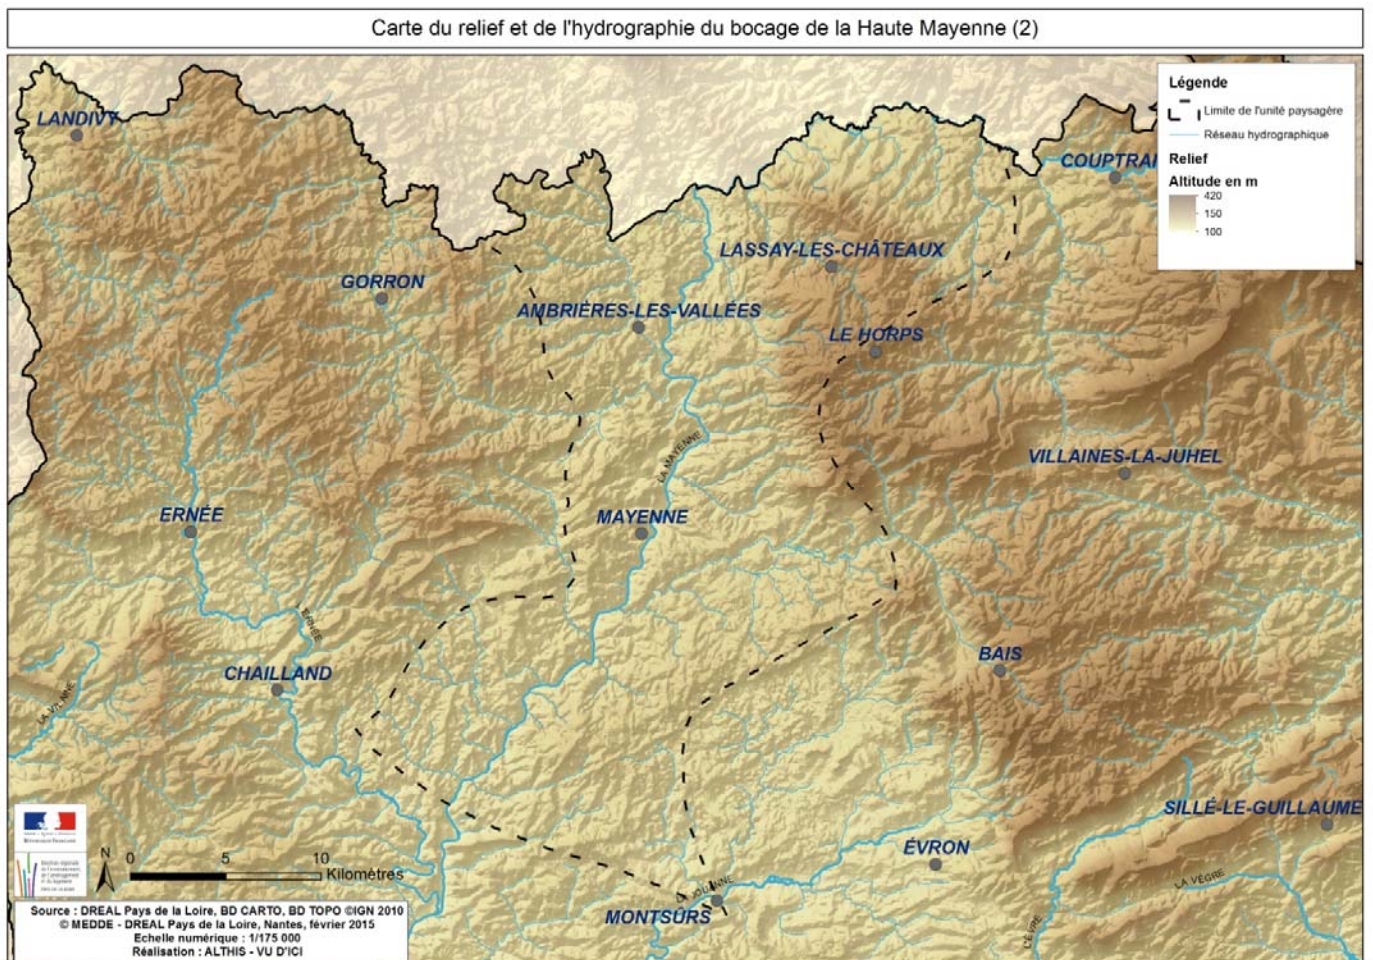 Carte du relief et de l'hydrographie du bocage de la Haute Mayenne (2)
Légende
Limite de l'unité paysagère
Réseau hydrographique
Relief
Altitude en m
420
150
100
LANDIVY
COUPTRAI
LASSAY-LES-CHÂTEAUX
GORRON
AMBRIÈRES-LES-VALLÉES
LE HORPS
LA MAYENNE
VILLAINES-LA-JUHEL
ERNÉE
MAYENNE
L'ERNÉE
BAIS
CHAILLAND
LA VILAINE
SILLÉ-LE-GUILLAUME
ÉVRON
LA VÈGRE
LA JOUANNE
MONTSÛRS
L'ERVE
RÉPUBLIQUE FRANÇAISE
N
0 5 10
Kilomètres
Source : DREAL Pays de la Loire, BD CARTO, BD TOPO ©IGN 2010
© MEDDE - DREAL Pays de la Loire, Nantes, février 2015
Echelle numérique : 1/175 000
Réalisation : ALTHIS - VU D'ICI